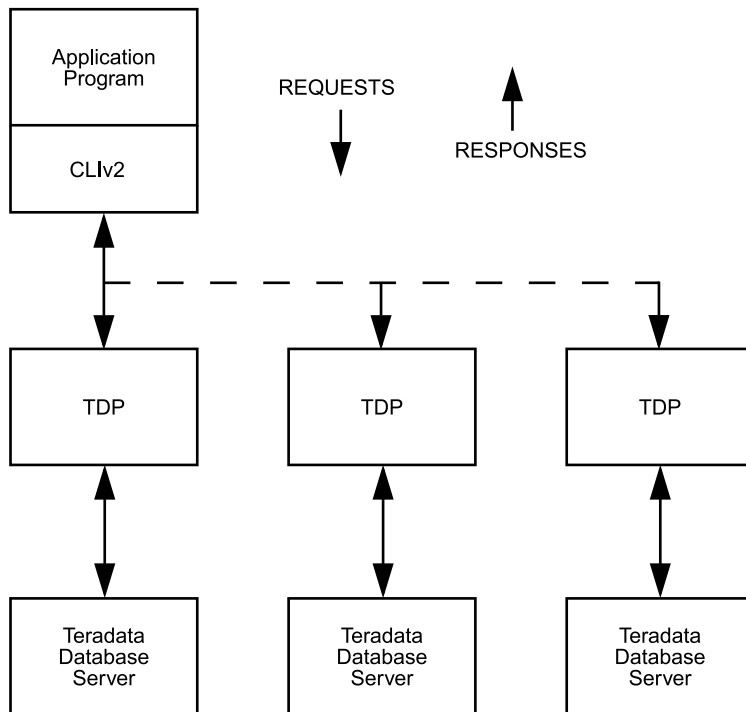 Application
Program
CLIv2
REQUESTS
RESPONSES
TDP
TDP
TDP
Teradata
Database
Server
Teradata
Database
Server
Teradata
Database
Server